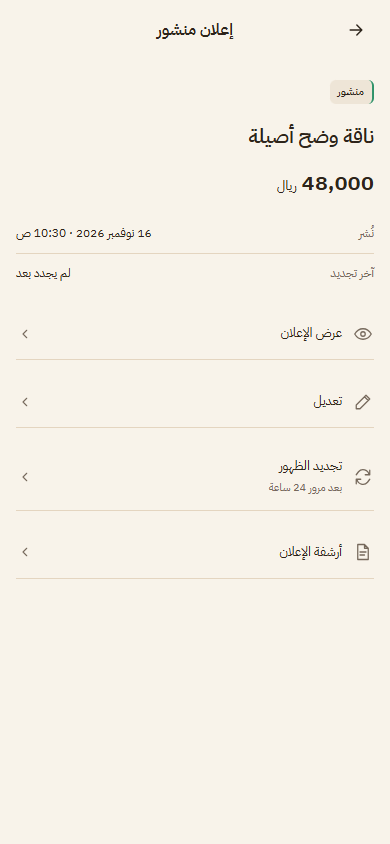 إعلان منشور
منشور
ناقة وضح أصيلة
48,000 ريال
نُشر
16 نوفمبر 2026 · 10:30 ص
آخر تجديد
لم يجدد بعد
عرض الإعلان
تعديل
تجديد الظهور
بعد مرور 24 ساعة
أرشفة الإعلان